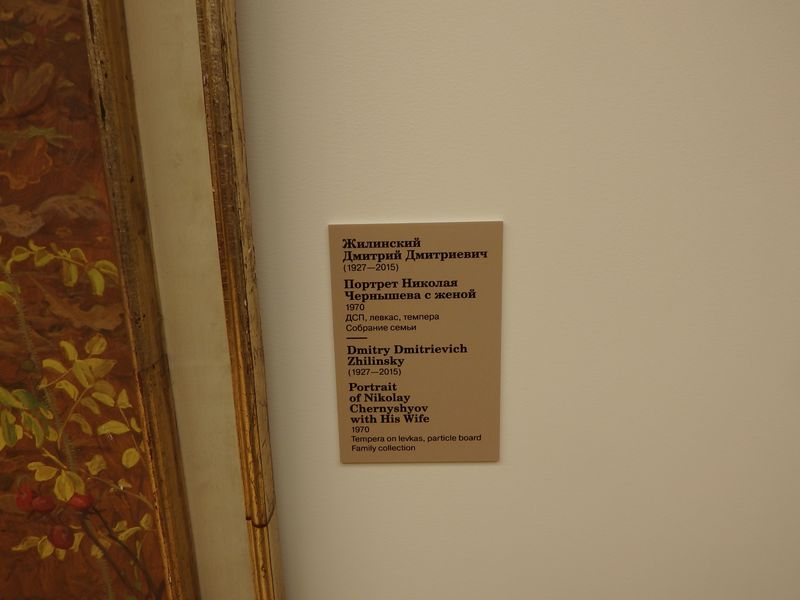 Жилинский
Дмитрий Дмитриевич
(1927—2015)
Портрет Николая
Чернышева с женой
1970
ДСП, левкас, темпера
Собрание семьи
Dmitry Dmitrievich
Zhilinsky
(1927—2015)
Portrait
of Nikolay
Chernyshyov
with His Wife
1970
Tempera on levkas, particle board
Family collection